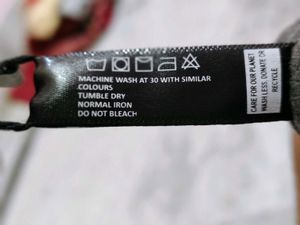 MACHINE WASH AT 30 WITH SIMILAR
COLOURS
TUMBLE DRY
NORMAL IRON
DO NOT BLEACH
CARE FOR OUR PLANET
WASH LESS, DONATE OR
RECYCLE